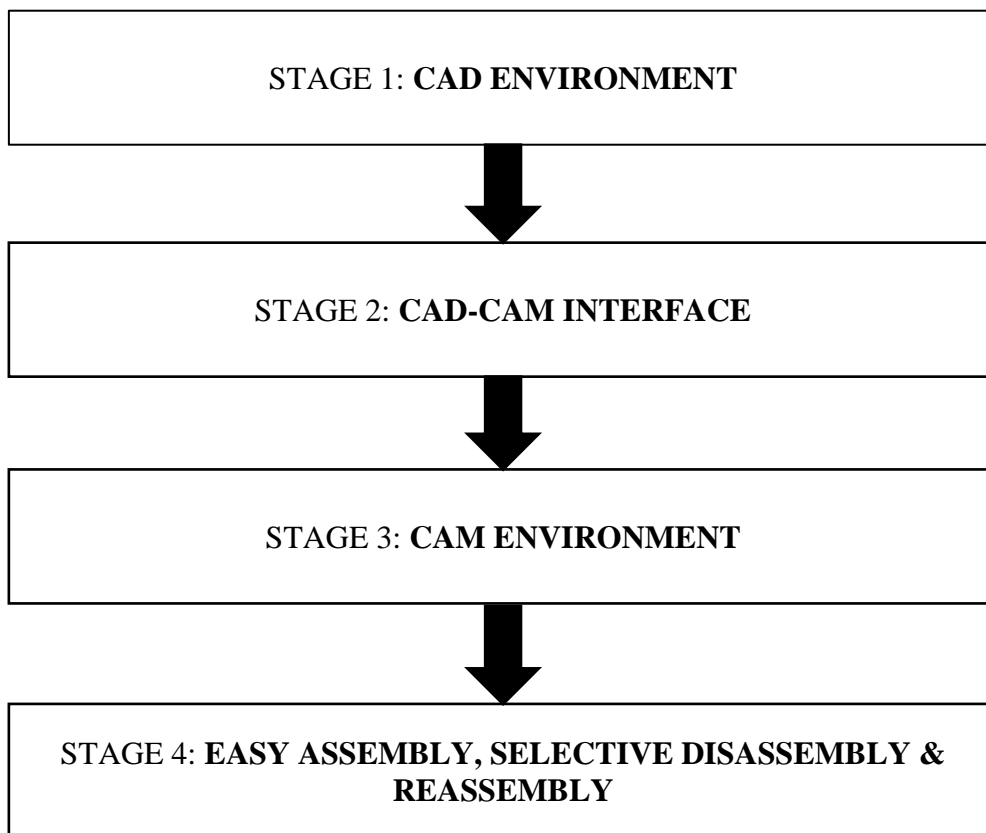 STAGE 1: CAD ENVIRONMENT
STAGE 2: CAD-CAM INTERFACE
STAGE 3: CAM ENVIRONMENT
STAGE 4: EASY ASSEMBLY, SELECTIVE DISASSEMBLY &
REASSEMBLY